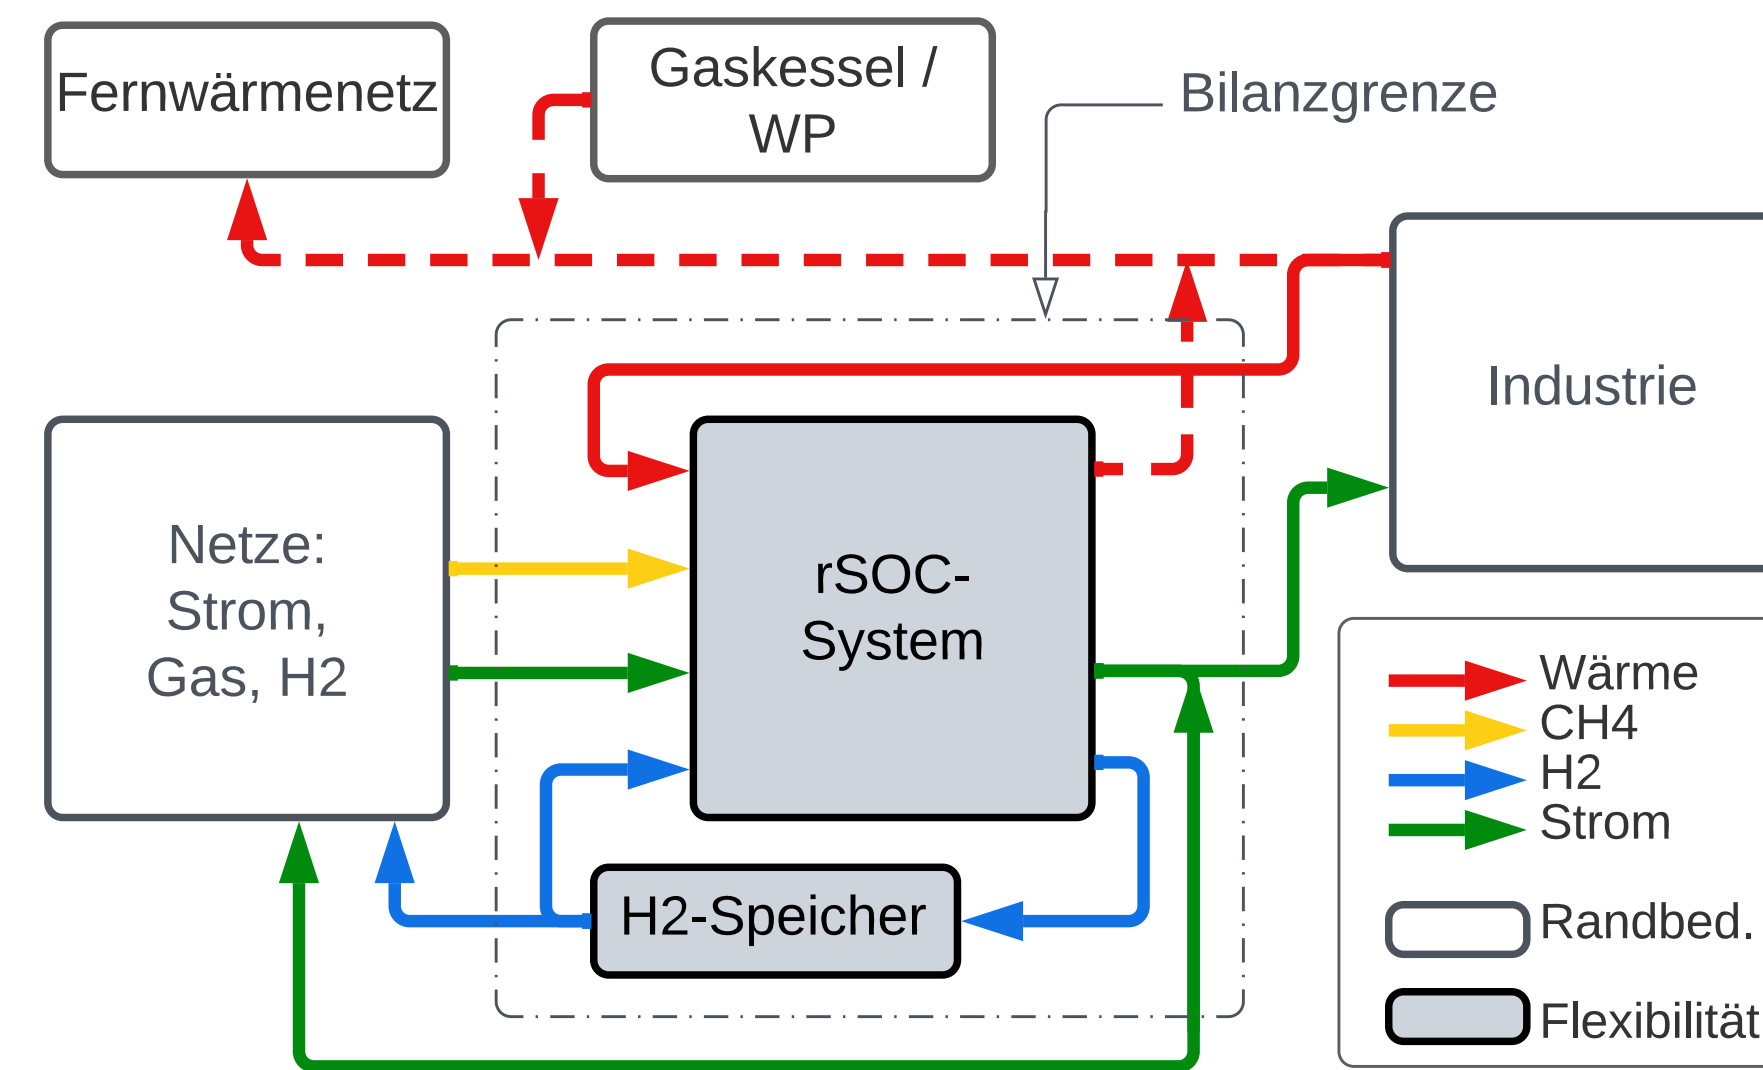 Fernwärmenetz
Gaskessel /
WP
Bilanzgrenze
Industrie
Netze:
Strom,
Gas, H2
rSOC-
System
H2-Speicher
Wärme
CH4
H2
Strom
Randbed.
Flexibilität